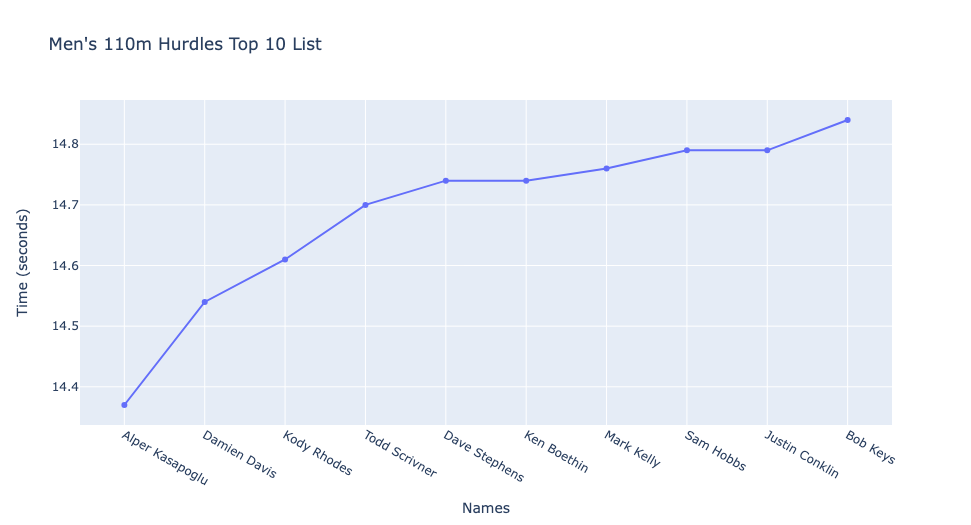 Men's 110m Hurdles Top 10 List
Time (seconds)
14.8
14.7
14.6
14.5
14.4
Alper Kasapoglu
Damien Davis
Kody Rhodes
Todd Scrivner
Dave Stephens
Ken Boethin
Mark Kelly
Sam Hobbs
Justin Conklin
Bob Keys
Names